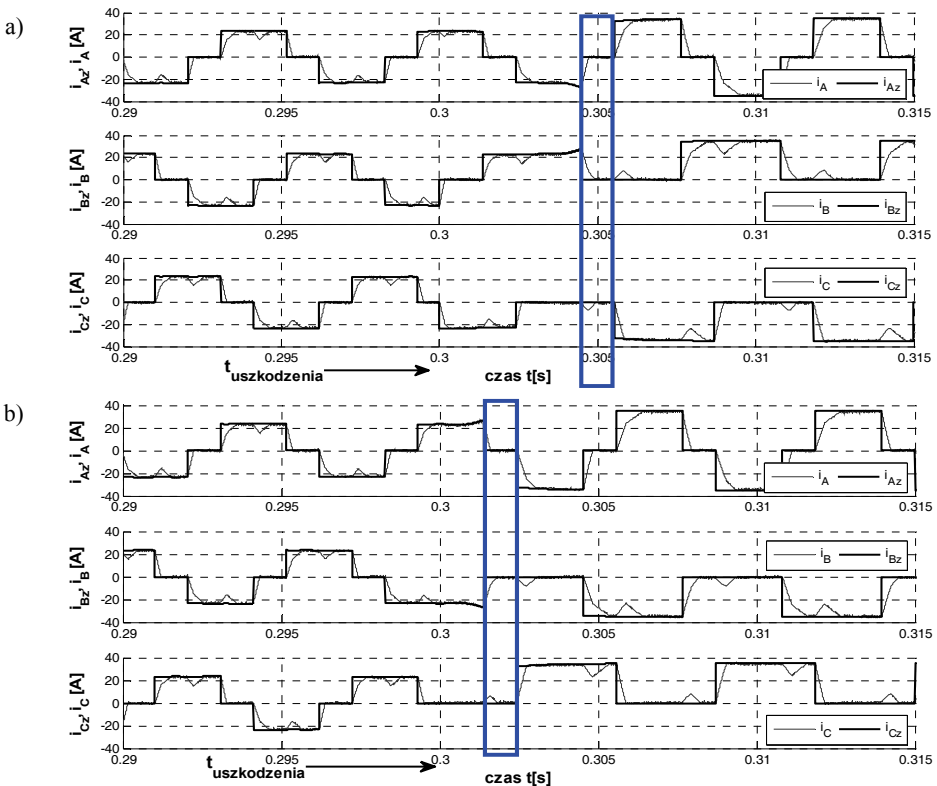 a)
i_Az, i_A [A]
40
20
0
-20
-40
i_A i_Az
0.29 0.295 0.3 0.305 0.31 0.315
i_Bz, i_B [A]
40
20
0
-20
-40
i_B i_Bz
0.29 0.295 0.3 0.305 0.31 0.315
i_Cz, i_C [A]
40
20
0
-20
-40
i_C i_Cz
0.29 0.295 0.3 0.305 0.31 0.315
t_uszkodzenia
czas t[s]
b)
i_Az, i_A [A]
40
20
0
-20
-40
i_A i_Az
0.29 0.295 0.3 0.305 0.31 0.315
i_Bz, i_B [A]
40
20
0
-20
-40
i_B i_Bz
0.29 0.295 0.3 0.305 0.31 0.315
i_Cz, i_C [A]
40
20
0
-20
-40
i_C i_Cz
0.29 0.295 0.3 0.305 0.31 0.315
t_uszkodzenia
czas t[s]